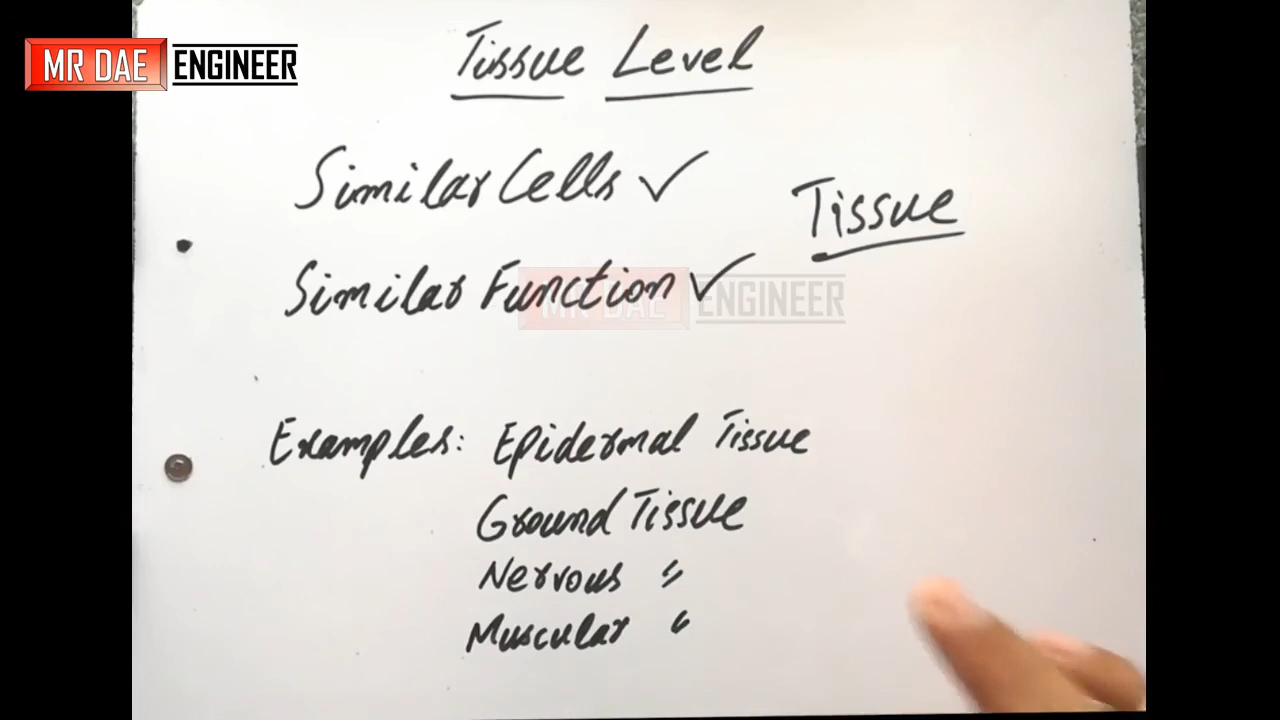 MR DAE ENGINEER
Tissue Level
Similar Cells ✓
Tissue
Similar Function ✓
MR DAE ENGINEER
Examples: Epidermal Tissue
Ground Tissue
Nervous "
Muscular "